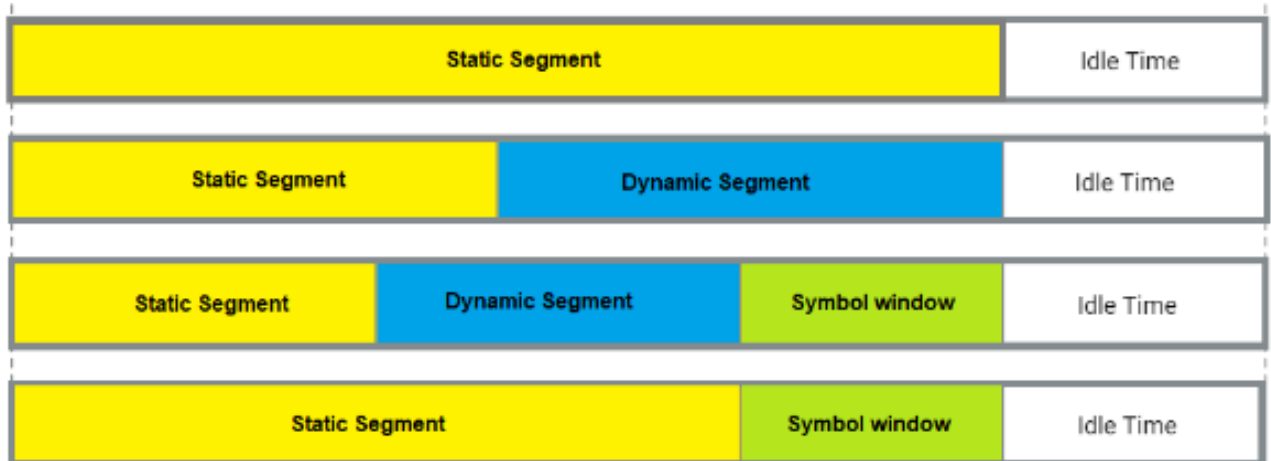 Static Segment Idle Time
Static Segment Dynamic Segment Idle Time
Static Segment Dynamic Segment Symbol window Idle Time
Static Segment Symbol window Idle Time